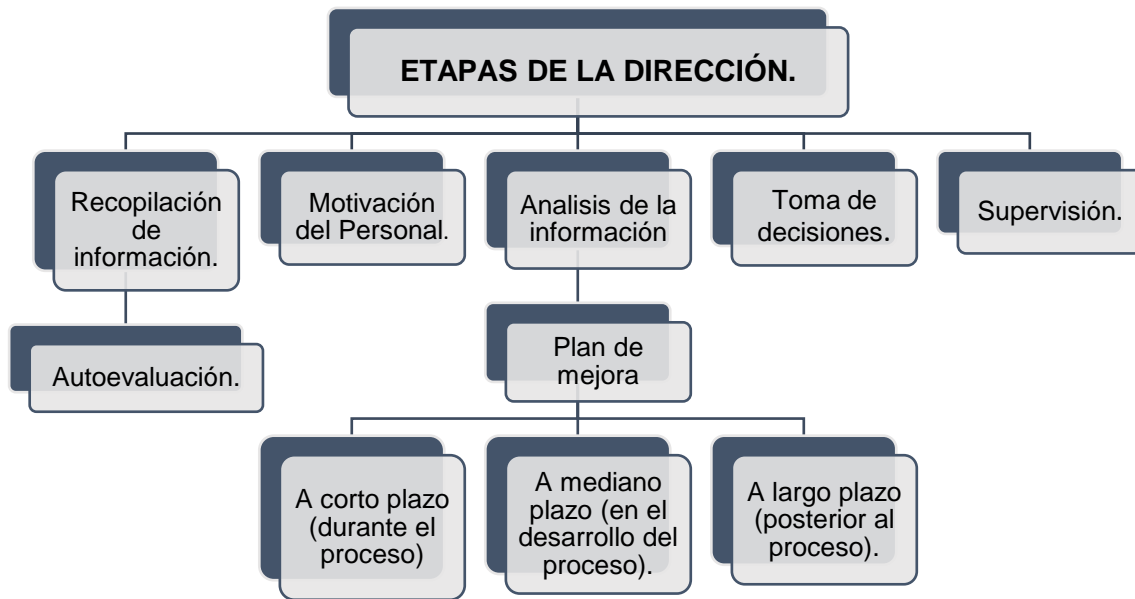 ETAPAS DE LA DIRECCIÓN.
Recopilación
de
información.
Motivación
del Personal.
Analisis de la
información
Toma de
decisiones.
Supervisión.
Autoevaluación.
Plan de
mejora
A corto plazo
(durante el
proceso)
A mediano
plazo (en el
desarrollo del
proceso).
A largo plazo
(posterior al
proceso).